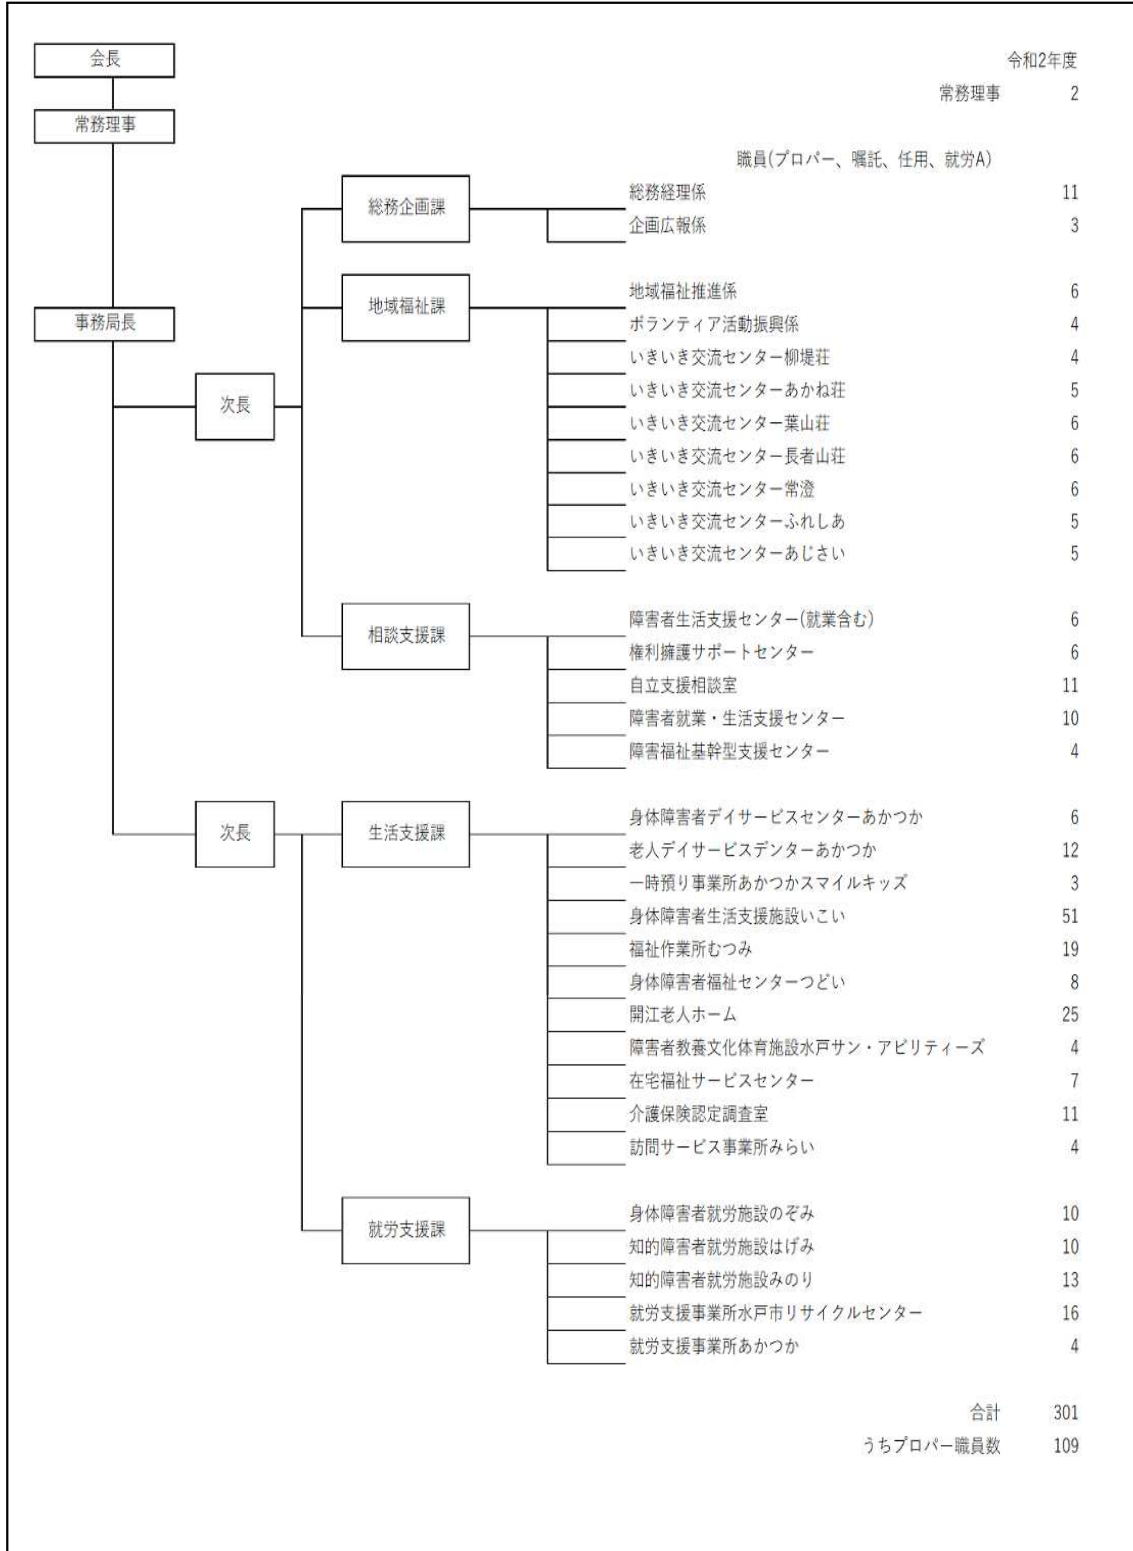 会長
令和2年度
常務理事 2
常務理事
職員(プロパー、嘱託、任用、就労A)
総務企画課
総務経理係 11
企画広報係 3
地域福祉課
地域福祉推進係 6
事務局長
ボランティア活動振興係 4
いきいき交流センター柳堤荘 4
次長
いきいき交流センターあかね荘 5
いきいき交流センター葉山荘 6
いきいき交流センター長者山荘 6
いきいき交流センター常澄 6
いきいき交流センターふれしあ 5
いきいき交流センターあじさい 5
相談支援課
障害者生活支援センター(就業含む) 6
権利擁護サポートセンター 6
自立支援相談室 11
障害者就業・生活支援センター 10
障害福祉基幹型支援センター 4
次長
生活支援課
身体障害者デイサービスセンターあかつか 6
老人デイサービスデンターあかつか 12
一時預り事業所あかつかスマイルキッズ 3
身体障害者生活支援施設いこい 51
福祉作業所むつみ 19
身体障害者福祉センターつどい 8
開江老人ホーム 25
障害者教養文化体育施設水戸サン・アビリティーズ 4
在宅福祉サービスセンター 7
介護保険認定調査室 11
訪問サービス事業所みらい 4
就労支援課
身体障害者就労施設のぞみ 10
知的障害者就労施設はげみ 10
知的障害者就労施設みのり 13
就労支援事業所水戸市リサイクルセンター 16
就労支援事業所あかつか 4
合計 301
うちプロパー職員数 109